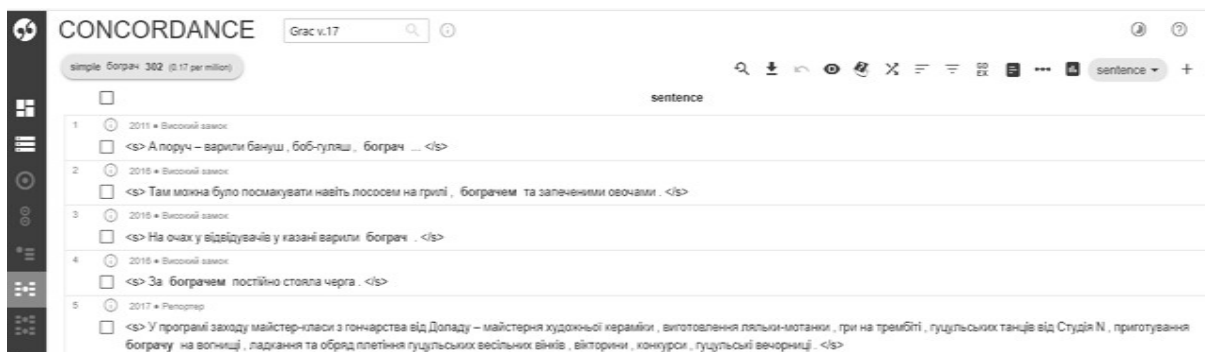 CONCORDANCE Grac v.17
simple бограч 302 (0.17 per million)
GD EX sentence +
sentence
1 2011 • Високий замок
<s> А поруч – варили бануш , боб-гуляш , бограч ... </s>
2 2016 • Високий замок
<s> Там можна було посмакувати навіть лососем на грилі , бограчем та запеченими овочами . </s>
3 2016 • Високий замок
<s> На очах у відвідувачів у казані варили бограч . </s>
4 2016 • Високий замок
<s> За бограчем постійно стояла черга . </s>
5 2017 • Репортер
<s> У програмі заходу майстер-класи з гончарства від Доладу – майстерня художньої кераміки , виготовлення ляльки-мотанки , гри на трембіті , гуцульських танців від Студія N , приготування
бограчу на вогнищі , ладкання та обряд плетіння гуцульських весільних вінків , вікторини , конкурси , гуцульські вечорниці . </s>